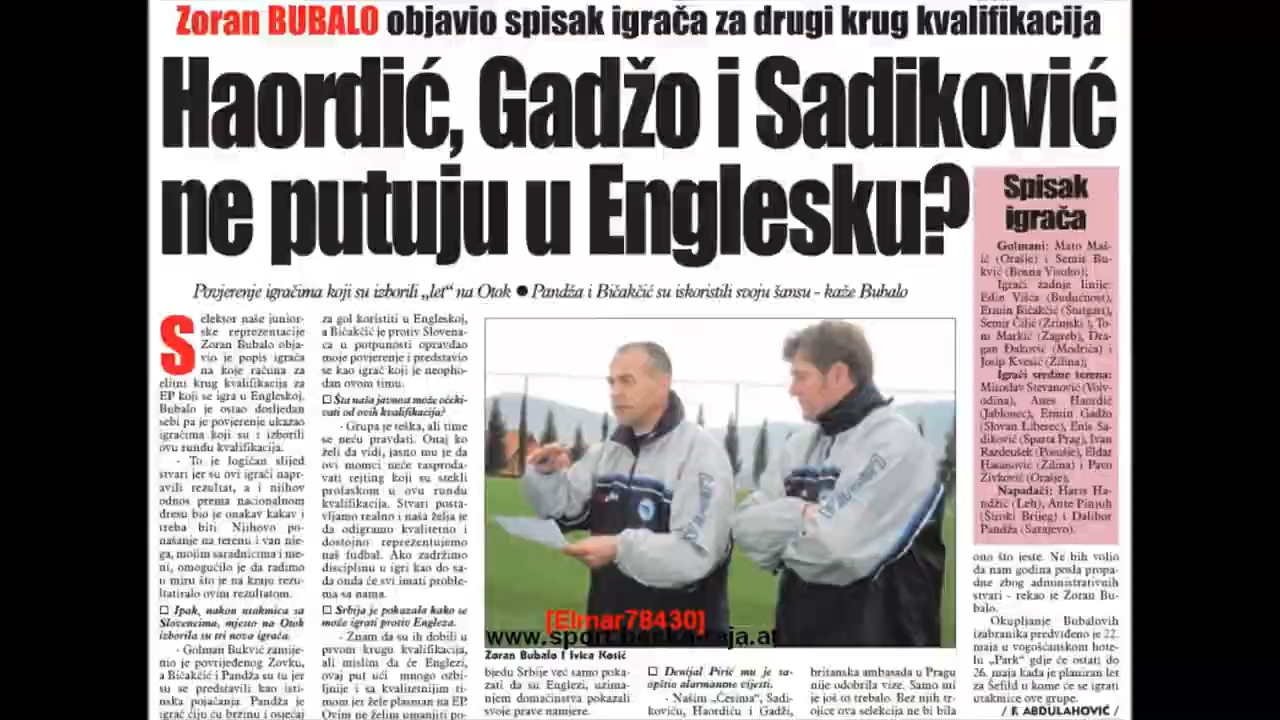 Zoran BUBALO objavio spisak igrača za drugi krug kvalifikacija
Haordić, Gadžo i Sadiković
ne putuju u Englesku?
Povjerenje igračima koji su izborili „let“ na Otok ● Pandža i Bičakčić su iskoristili svoju šansu - kaže Bubalo
Selektor naše junior-
ske reprezentacije
Zoran Bubalo obja-
vio je popis igrača
na koje računa za
elitni krug kvalifikacija za
EP koji se igra u Engleskoj.
Bubalo je ostao dosljedan
sebi pa je povjerenje ukazao
igračima koji su i izborili
ovu rundu kvalifikacija.
- To je logičan slijed
stvari jer su ovi igrači napr-
avili rezultat, a i njihov
odnos prema nacionalnom
dresu bio je onakav kakav i
treba biti. Njihovo po-
našanje na terenu i van nje-
ga, mojim saradnicima i me-
ni, omogućilo je da radimo
u miru što je na kraju rezu-
ltatiralo ovim rezultatom.
□ Ipak, nakon utakmica sa
Slovencima, mjesto na Otok
izborila su tri nova igrača.
- Golman Bukvić zamije-
nio je povrijeđenog Zovku,
a Bičakčić i Pandža su tu jer
su se predstavili kao isti-
nska pojačanja. Pandža je
igrač čiju ću brzinu i osjećaj
za gol koristiti u Engleskoj,
a Bičakčić je protiv Slovena-
ca u potpunosti opravdao
moje povjerenje i predstavio
se kao igrač koji je neopho-
dan ovom timu.
□ Šta naša javnost može očeki-
vati od ovih kvalifikacija?
- Grupa je teška, ali time
se neću pravdati. Onaj ko
želi da vidi, jasno mu je da
ovi momci neće rasproda-
vati rejting koji su stekli
prolaskom u ovu rundu
kvalifikacija. Stvari posta-
vljamo realno i naša želja je
da odigramo kvalitetno i
dostojno reprezentujemo
naš fudbal. Ako zadržimo
disciplinu u igri kao do sa-
da onda će svi imati proble-
ma sa nama.
□ Srbija je pokazala kako se
može igrati protiv Engleza.
- Znam da su ih dobili u
prvom krugu kvalifikacija,
ali mislim da će Englezi,
ovaj put ući mnogo ozbi-
ljnije i sa kvalitetnijim ti-
mom jer žele plasman na EP.
Ovim ne želim umanjiti po-
[Elmar78430]
www.sport.becka-raja.at
Zoran Bubalo i Ivica Kosić
bjedu Srbije već samo pokaz-
ati da su Englezi, uzima-
njem domaćinstva pokazali
svoje prave namjere.
□ Denijal Pirić mu je sa-
opštio alarmantne vijesti.
- Našim „Česima“, Sadi-
koviću, Haordiću i Gadži,
britanska ambasada u Pragu
nije odobrila vize. Samo mi
je još to trebalo. Bez njih tr-
ojice ova selekcija ne bi bila
Spisak
igrača
Golmani: Mato Maš-
ić (Orašje) i Semir Bu-
kvić (Bosna Visoko);
Igrači zadnje linije:
Edin Višća (Budućnost),
Ermin Bičakčić (Stutgart),
Semir Čilić (Zrinjski ), To-
ni Markić (Zagreb), Dra-
gan Đaković (Modriča) i
Josip Kvesić (Žilina);
Igrači sredine terena:
Miroslav Stevanović (Vojv-
odina), Anes Haordić
(Jablonec), Ermin Gadžo
(Slovan Liberec), Enis Sa-
diković (Sparta Prag), Ivan
Razdeušek (Posušje), Eldar
Hasanović (Žilina) i Pavo
Živković (Orašje),
Napadači: Haris Ha-
ndžić (Leh), Ante Pinjuh
(Široki Brijeg) i Dalibor
Pandža (Sarajevo).
ono što jeste. Ne bih volio
da nam godina posla propa-
dne zbog administrativnih
stvari - rekao je Zoran Bu-
balo.
Okupljanje Bubalovih
izabranika predviđeno je 22.
maja u vogošćanskom hote-
lu „Park“ gdje će ostati do
26. maja kada je planiran let
za Šefild u kome će se igrati
utakmice ove grupe.
/ F. ABDULAHOVIĆ /